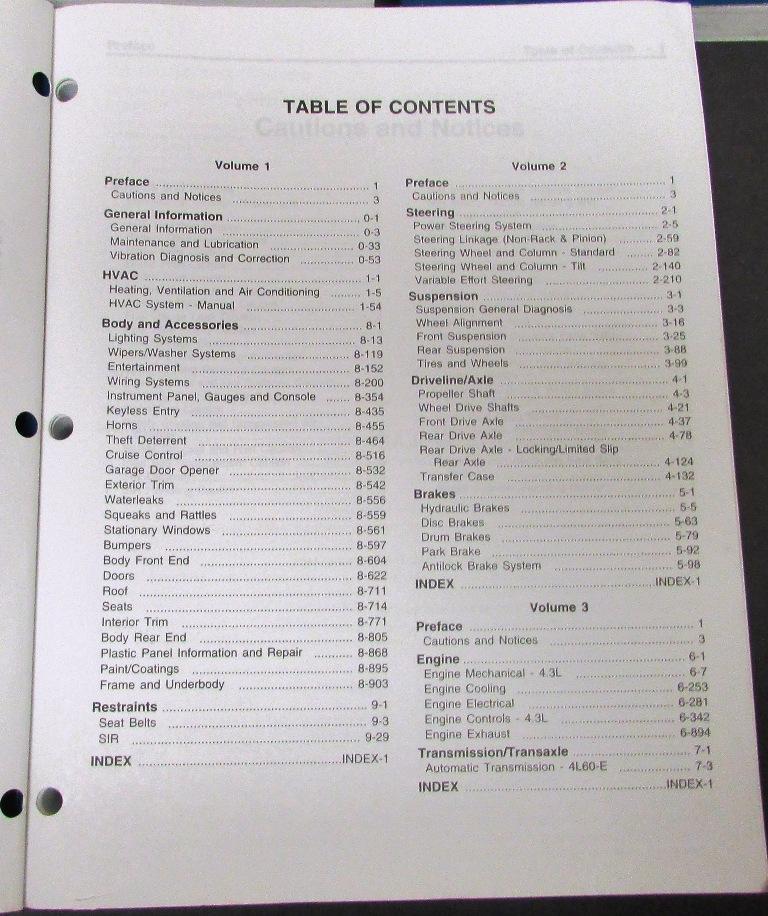 TABLE OF CONTENTS
Volume 1
Preface 1
Cautions and Notices 3
General Information 0-1
General Information 0-3
Maintenance and Lubrication 0-33
Vibration Diagnosis and Correction 0-53
HVAC 1-1
Heating, Ventilation and Air Conditioning 1-5
HVAC System - Manual 1-54
Body and Accessories 8-1
Lighting Systems 8-13
Wipers/Washer Systems 8-119
Entertainment 8-152
Wiring Systems 8-200
Instrument Panel, Gauges and Console 8-354
Keyless Entry 8-435
Horns 8-455
Theft Deterrent 8-464
Cruise Control 8-516
Garage Door Opener 8-532
Exterior Trim 8-542
Waterleaks 8-556
Squeaks and Rattles 8-559
Stationary Windows 8-561
Bumpers 8-597
Body Front End 8-604
Doors 8-622
Roof 8-711
Seats 8-714
Interior Trim 8-771
Body Rear End 8-805
Plastic Panel Information and Repair 8-868
Paint/Coatings 8-895
Frame and Underbody 8-903
Restraints 9-1
Seat Belts 9-3
SIR 9-29
INDEX INDEX-1
Volume 2
Preface 1
Cautions and Notices 3
Steering 2-1
Power Steering System 2-5
Steering Linkage (Non-Rack & Pinion) 2-59
Steering Wheel and Column - Standard 2-82
Steering Wheel and Column - Tilt 2-140
Variable Effort Steering 2-210
Suspension 3-1
Suspension General Diagnosis 3-3
Wheel Alignment 3-16
Front Suspension 3-25
Rear Suspension 3-88
Tires and Wheels 3-99
Driveline/Axle 4-1
Propeller Shaft 4-3
Wheel Drive Shafts 4-21
Front Drive Axle 4-37
Rear Drive Axle 4-78
Rear Drive Axle - Locking/Limited Slip
Rear Axle 4-124
Transfer Case 4-132
Brakes 5-1
Hydraulic Brakes 5-5
Disc Brakes 5-63
Drum Brakes 5-79
Park Brake 5-92
Antilock Brake System 5-98
INDEX INDEX-1
Volume 3
Preface 1
Cautions and Notices 3
Engine 6-1
Engine Mechanical - 4.3L 6-7
Engine Cooling 6-253
Engine Electrical 6-281
Engine Controls - 4.3L 6-342
Engine Exhaust 6-894
Transmission/Transaxle 7-1
Automatic Transmission - 4L60-E 7-3
INDEX INDEX-1